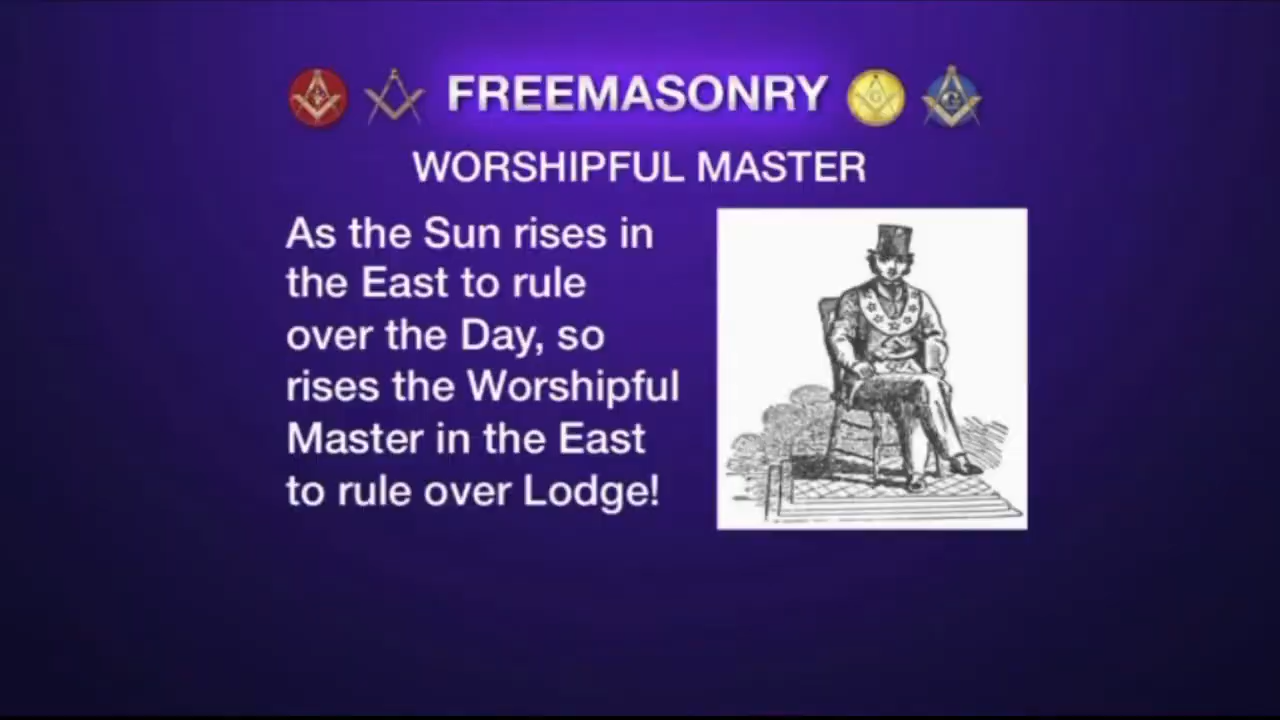 FREEMASONRY
WORSHIPFUL MASTER
As the Sun rises in
the East to rule
over the Day, so
rises the Worshipful
Master in the East
to rule over Lodge!